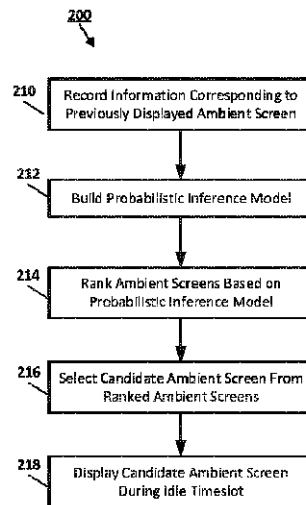 200
210
Record Information Corresponding to
Previously Displayed Ambient Screen
212
Build Probabilistic Inference Model
214
Rank Ambient Screens Based on
Probabilistic Inference Model
216
Select Candidate Ambient Screen From
Ranked Ambient Screens
218
Display Candidate Ambient Screen
During Idle Timeslot